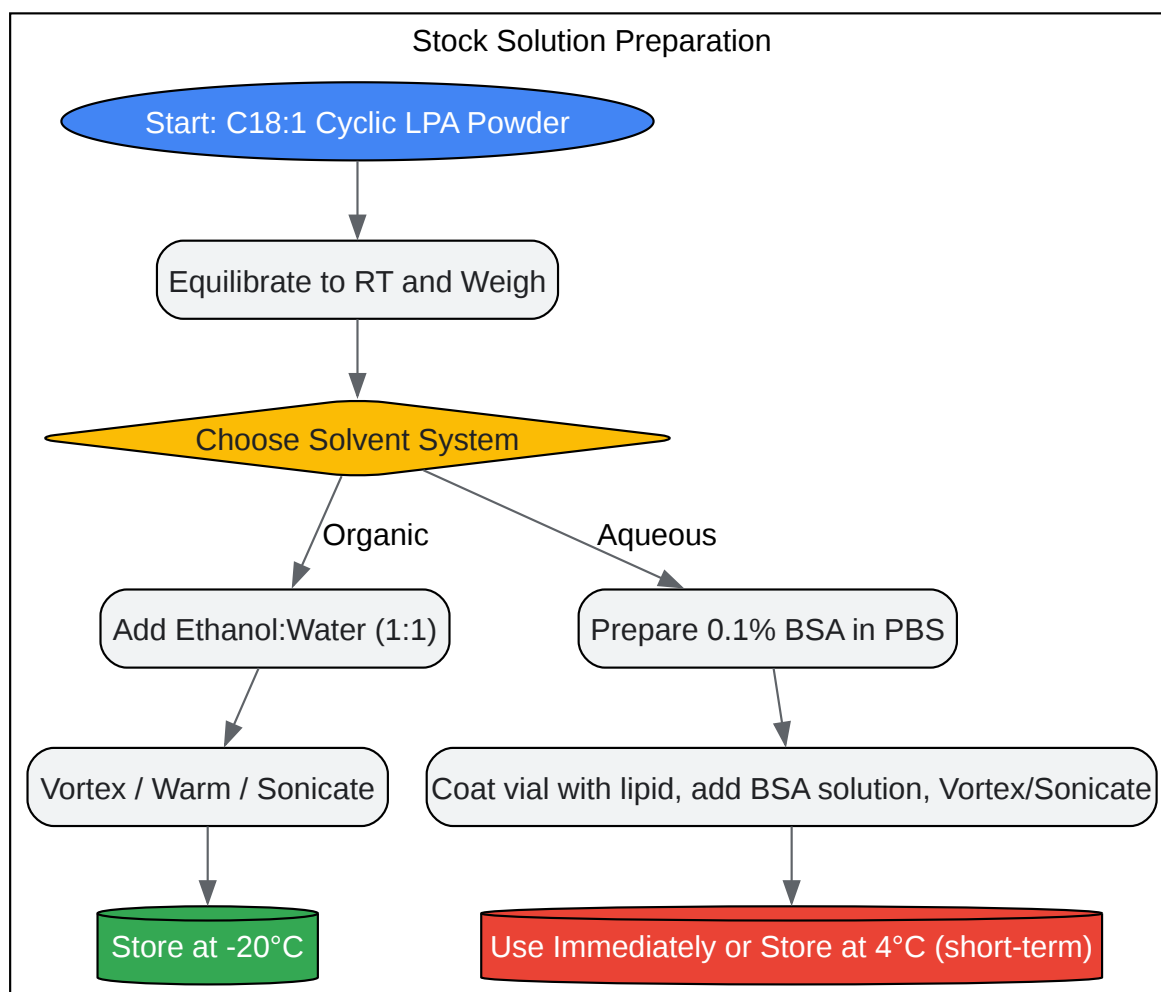 Stock Solution Preparation
Start: C18:1 Cyclic LPA Powder
Equilibrate to RT and Weigh
Choose Solvent System
Organic
Aqueous
Add Ethanol:Water (1:1)
Prepare 0.1% BSA in PBS
Vortex / Warm / Sonicate
Coat vial with lipid, add BSA solution, Vortex/Sonicate
Store at -20°C
Use Immediately or Store at 4°C (short-term)